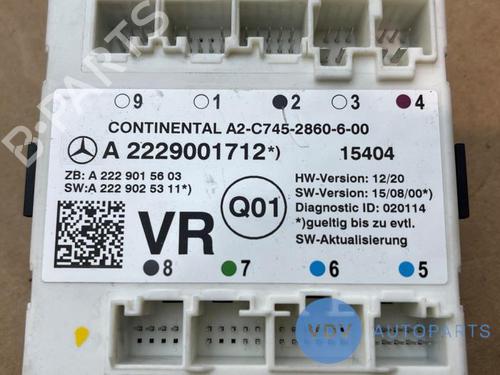 B-PARTS
9 1 2 3 4
CONTINENTAL A2-C745-2860-6-00
A 2229001712*) 15404
ZB: A 222 901 56 03
SW:A 222 902 53 11*)
HW-Version: 12/20
SW-Version: 15/08/00*)
Diagnostic ID: 020114
*)gueltig bis zu evtl.
SW-Aktualisierung
VR
Q01
8 7 6 5
VDV AUTOPARTS